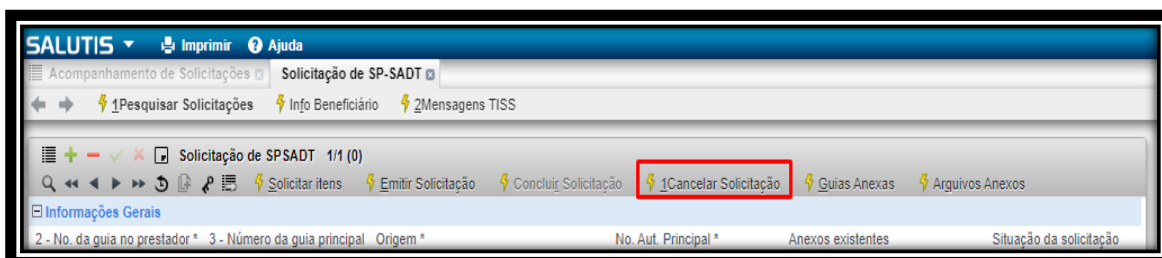 SALUTIS Imprimir Ajuda
Acompanhamento de Solicitações Solicitação de SP-SADT
1Pesquisar Solicitações Info Beneficiário 2Mensagens TISS
Solicitação de SPSADT 1/1 (0)
Solicitar itens Emitir Solicitação Concluir Solicitação 1Cancelar Solicitação Guias Anexas Arquivos Anexos
Informações Gerais
2 - No. da guia no prestador * 3 - Número da guia principal Origem * No. Aut. Principal * Anexos existentes Situação da solicitação